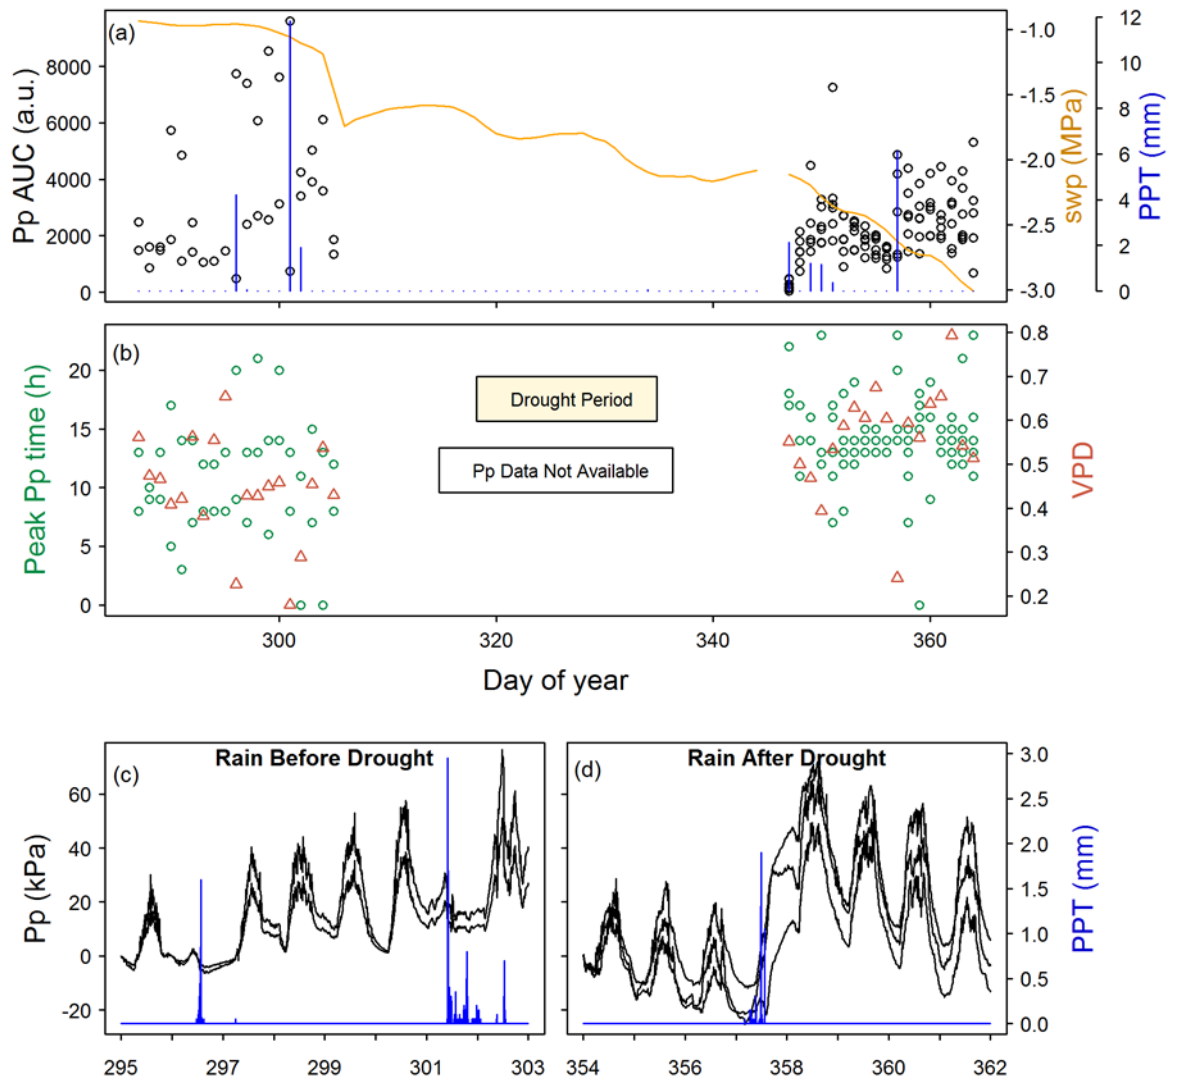 (a)
Pp AUC (a.u.)
8000
6000
4000
2000
0
-1.0
-1.5
-2.0
-2.5
-3.0
swp (MPa)
12
10
8
6
4
2
0
PPT (mm)
(b)
Peak Pp time (h)
20
15
10
5
0
Drought Period
Pp Data Not Available
0.8
0.7
0.6
0.5
0.4
0.3
0.2
VPD
300 320 340 360
Day of year
(c)
Rain Before Drought
Pp (kPa)
60
40
20
0
-20
295 297 299 301 303
(d)
Rain After Drought
3.0
2.5
2.0
1.5
1.0
0.5
0.0
PPT (mm)
354 356 358 360 362